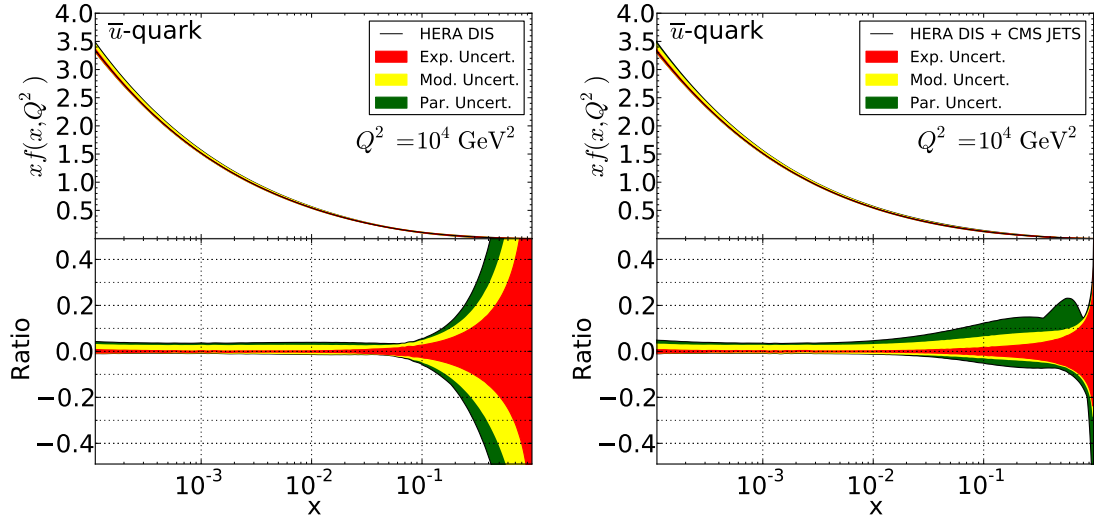 4.0
3.5
3.0
2.5
2.0
1.5
1.0
0.5
xf(x,Q²)
u̅-quark
HERA DIS
Exp. Uncert.
Mod. Uncert.
Par. Uncert.
Q² =10⁴ GeV²
0.4
0.2
0.0
−0.2
−0.4
Ratio
10⁻³
10⁻²
10⁻¹
x
4.0
3.5
3.0
2.5
2.0
1.5
1.0
0.5
xf(x,Q²)
u̅-quark
HERA DIS + CMS JETS
Exp. Uncert.
Mod. Uncert.
Par. Uncert.
Q² =10⁴ GeV²
0.4
0.2
0.0
−0.2
−0.4
Ratio
10⁻³
10⁻²
10⁻¹
x